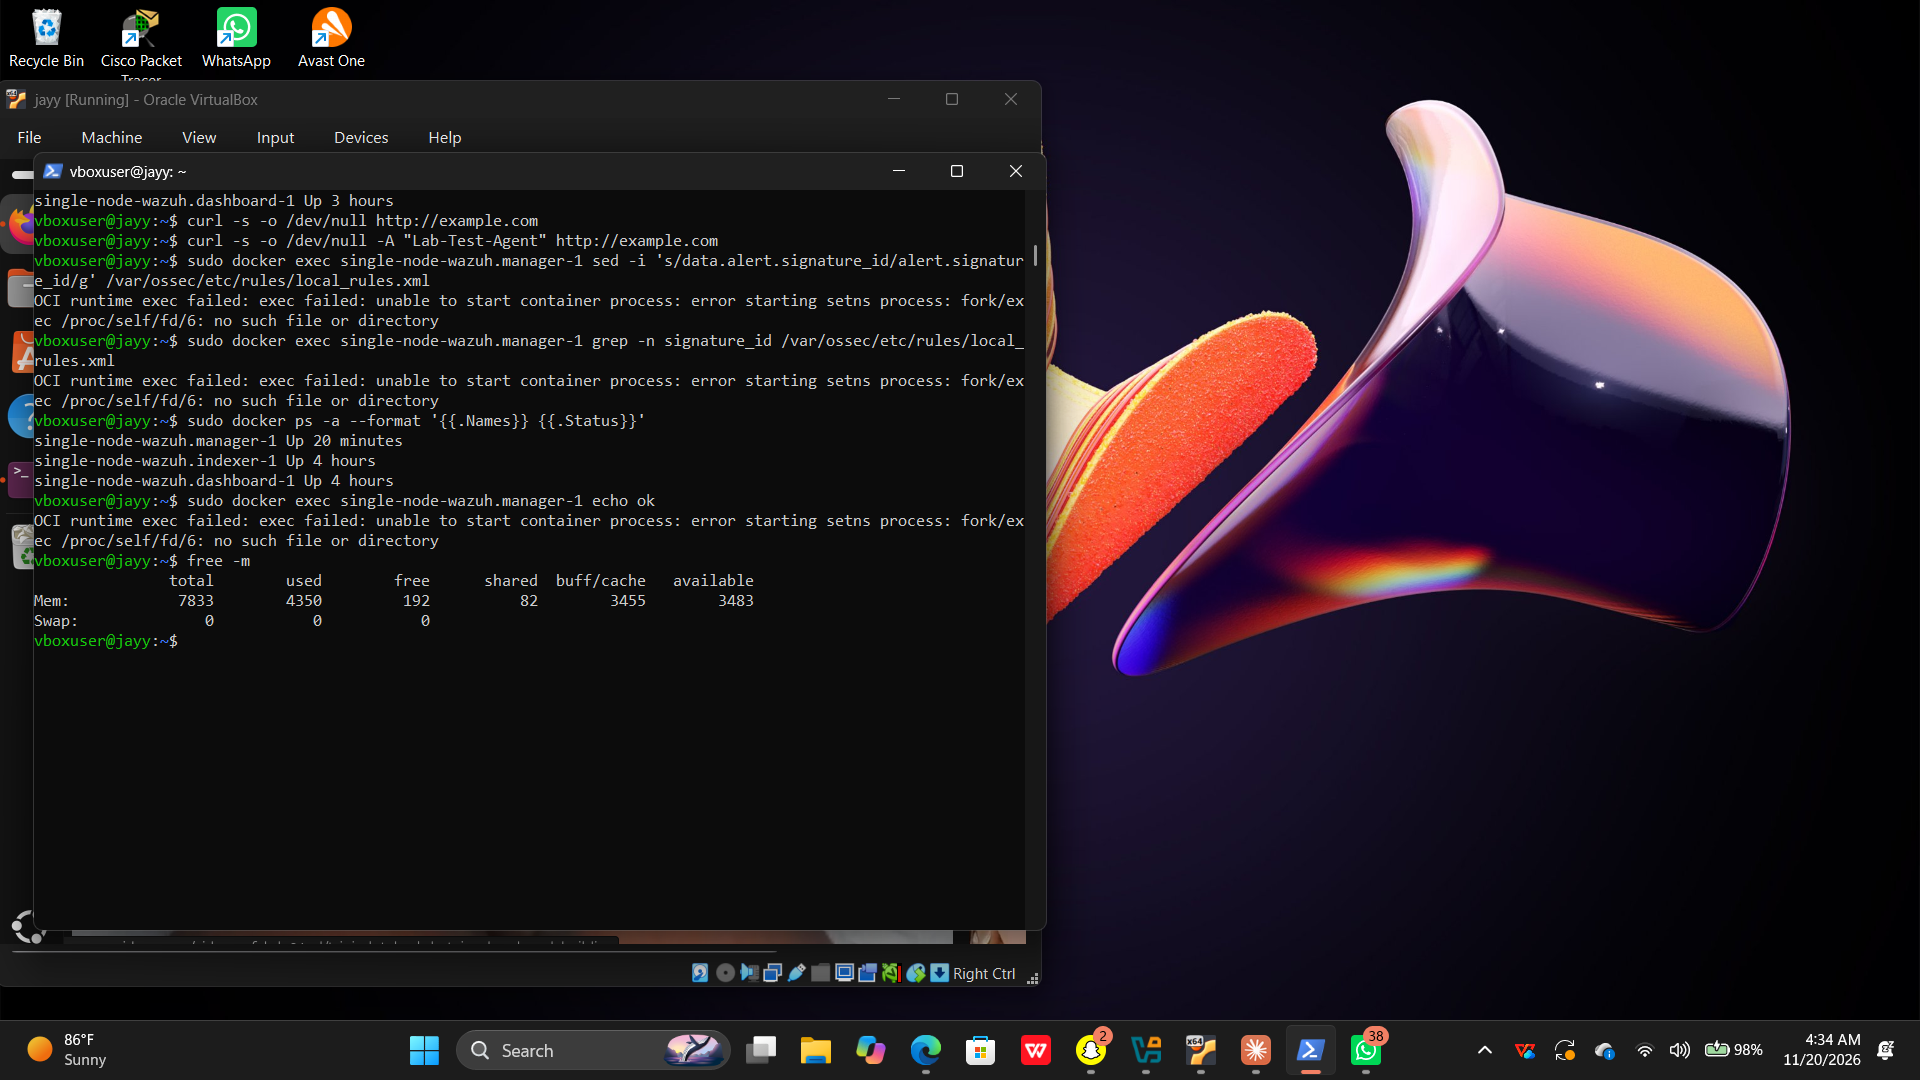 Recycle Bin
Cisco Packet
Tracer
WhatsApp
Avast One
jayy [Running] - Oracle VirtualBox
File
Machine
View
Input
Devices
Help
vboxuser@jayy: ~
single-node-wazuh.dashboard-1 Up 3 hours
vboxuser@jayy:~$ curl -s -o /dev/null http://example.com
vboxuser@jayy:~$ curl -s -o /dev/null -A "Lab-Test-Agent" http://example.com
vboxuser@jayy:~$ sudo docker exec single-node-wazuh.manager-1 sed -i 's/data.alert.signature_id/alert.signatur
e_id/g' /var/ossec/etc/rules/local_rules.xml
OCI runtime exec failed: exec failed: unable to start container process: error starting setns process: fork/ex
ec /proc/self/fd/6: no such file or directory
vboxuser@jayy:~$ sudo docker exec single-node-wazuh.manager-1 grep -n signature_id /var/ossec/etc/rules/local_
rules.xml
OCI runtime exec failed: exec failed: unable to start container process: error starting setns process: fork/ex
ec /proc/self/fd/6: no such file or directory
vboxuser@jayy:~$ sudo docker ps -a --format '{{.Names}} {{.Status}}'
single-node-wazuh.manager-1 Up 20 minutes
single-node-wazuh.indexer-1 Up 4 hours
single-node-wazuh.dashboard-1 Up 4 hours
vboxuser@jayy:~$ sudo docker exec single-node-wazuh.manager-1 echo ok
OCI runtime exec failed: exec failed: unable to start container process: error starting setns process: fork/ex
ec /proc/self/fd/6: no such file or directory
vboxuser@jayy:~$ free -m
total used free shared buff/cache available
Mem: 7833 4350 192 82 3455 3483
Swap: 0 0 0
vboxuser@jayy:~$
Right Ctrl
86°F
Sunny
Search
2
x64
38
98%
4:34 AM
11/20/2026